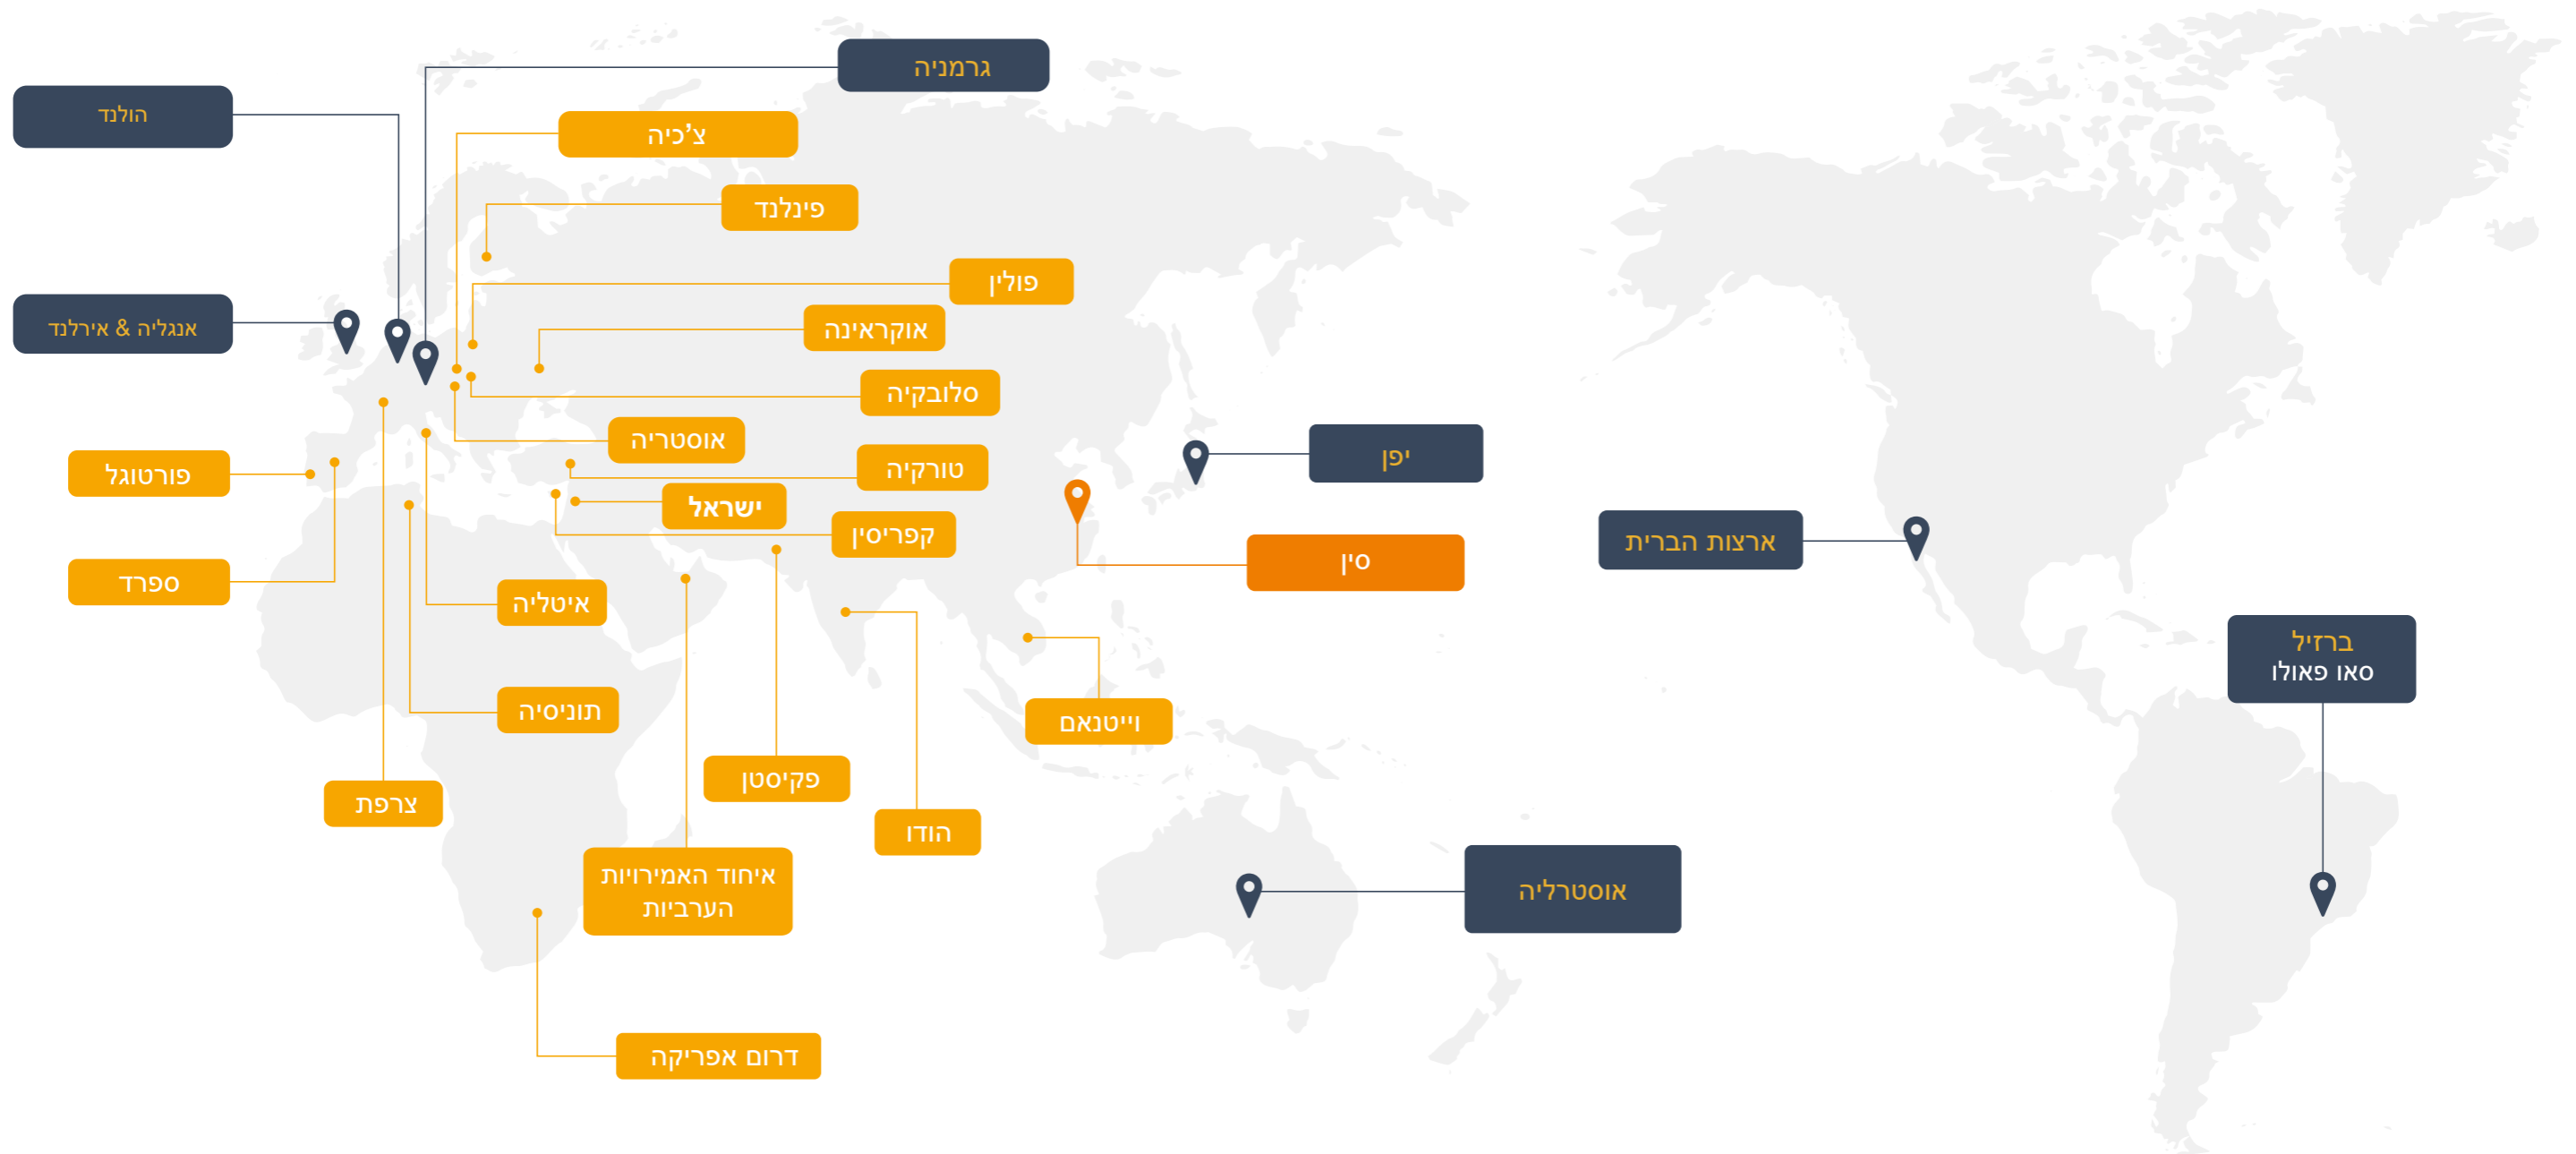 גרמניה
הולנד
צ'כיה
פינלנד
פולין
אנגליה & אירלנד
אוקראינה
סלובקיה
אוסטריה
יפן
טורקיה
פורטוגל
ישראל
קפריסין
ארצות הברית
סין
ספרד
איטליה
ברזיל
סאו פאולו
תוניסיה
וייטנאם
פקיסטן
צרפת
הודו
איחוד האמירויות
הערביות
אוסטרליה
דרום אפריקה